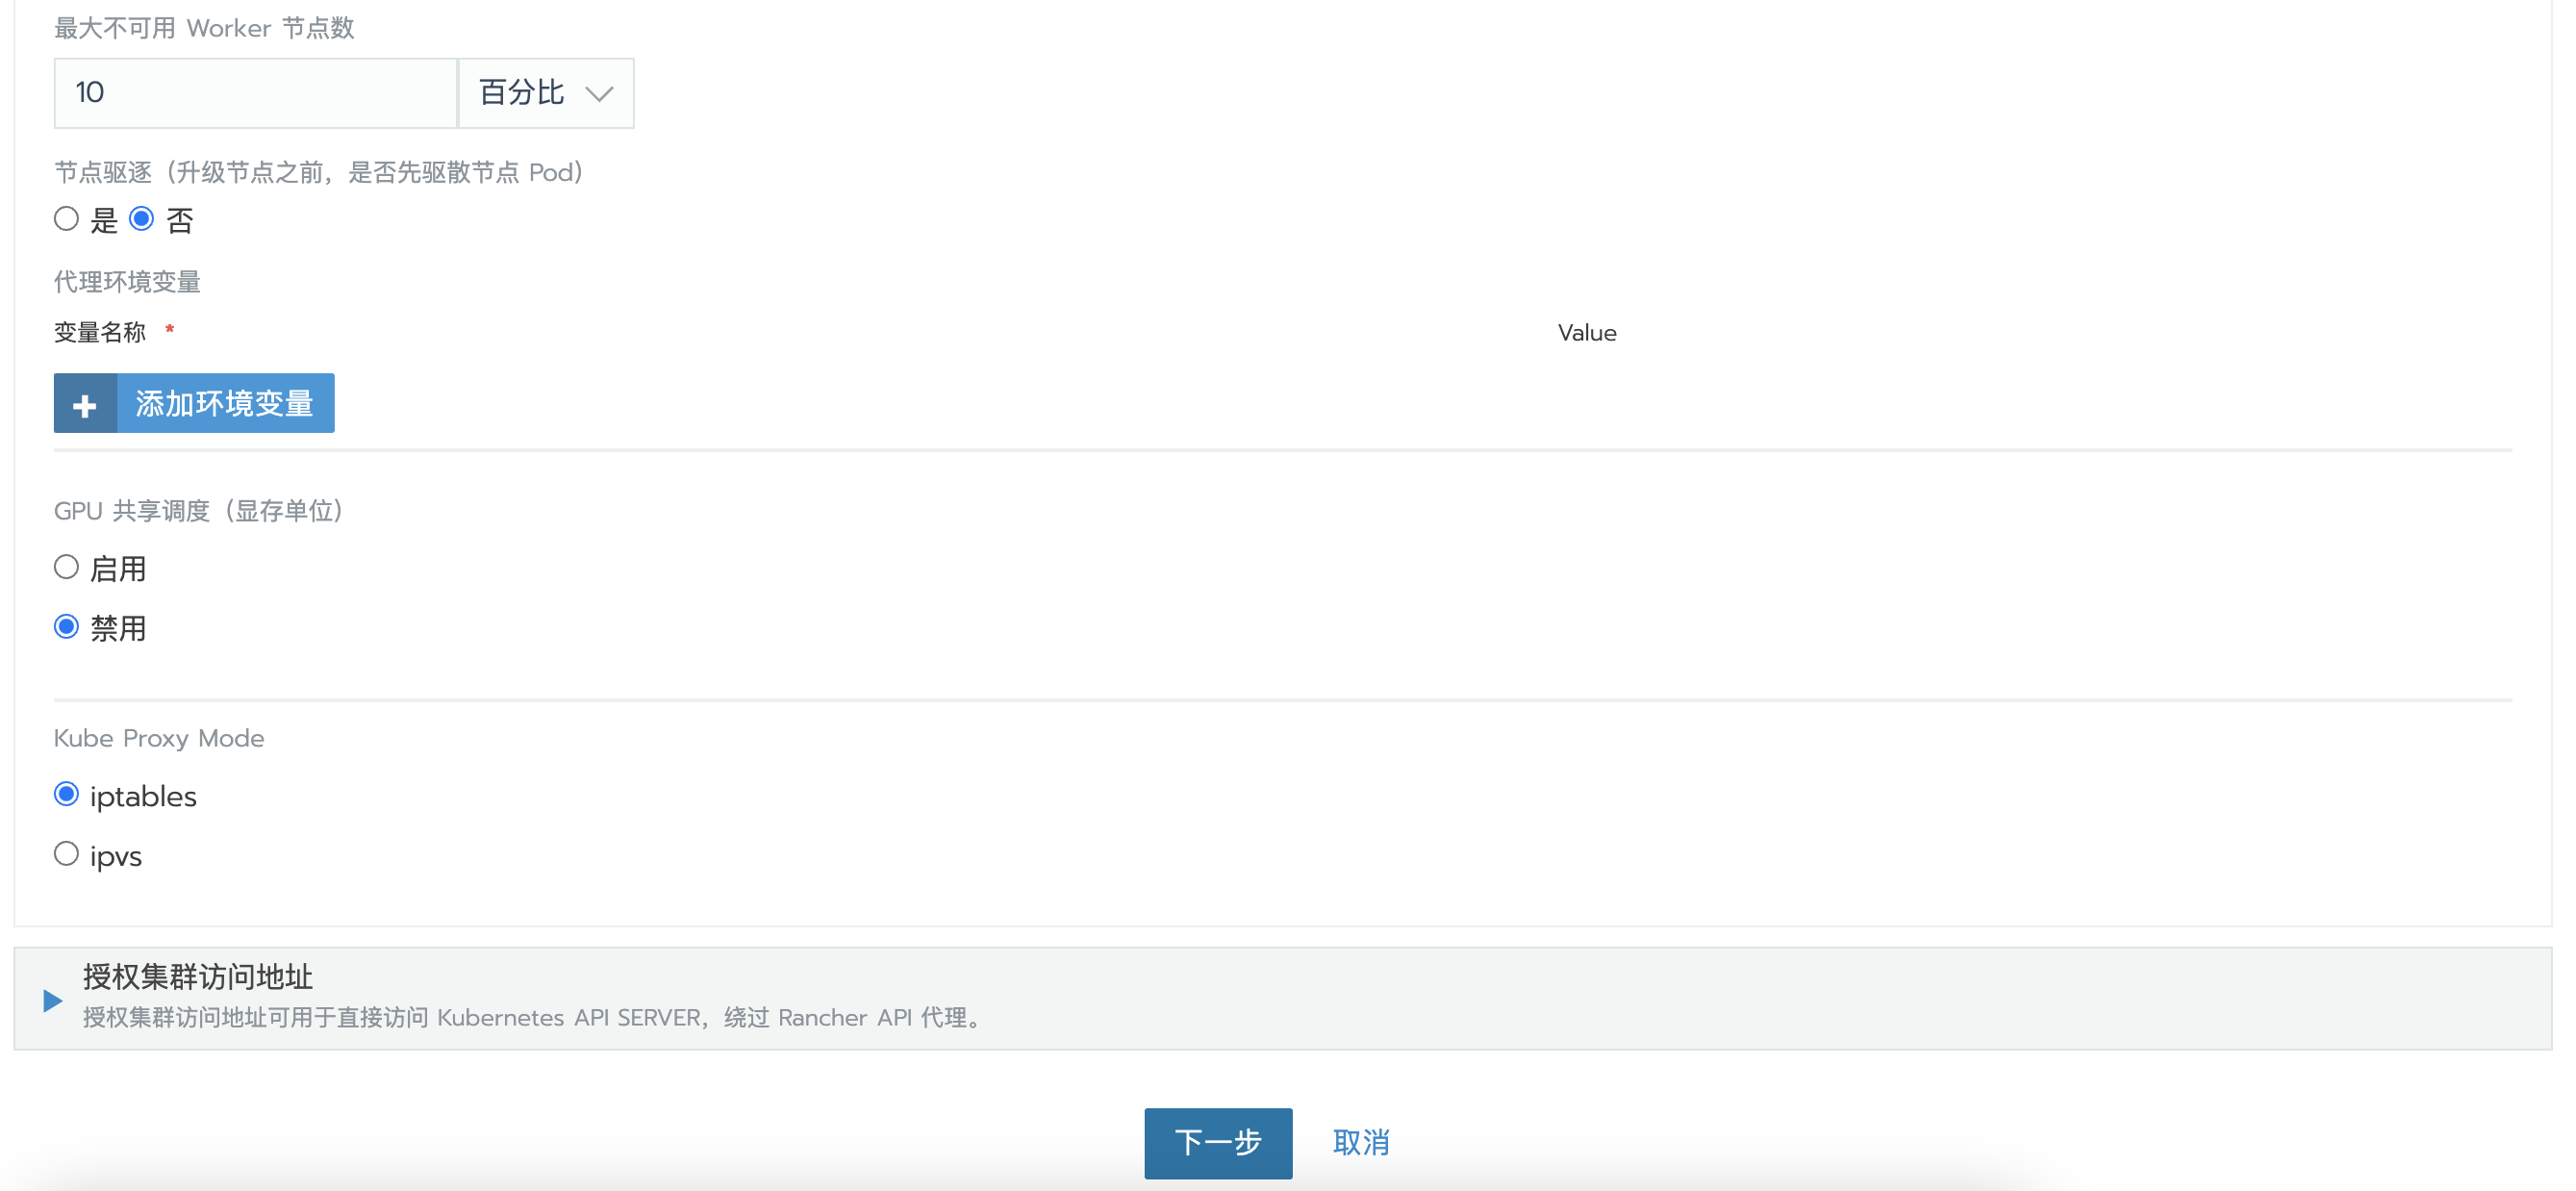 最大不可用 Worker 节点数
10 百分比
节点驱逐（升级节点之前，是否先驱散节点 Pod）
是 否
代理环境变量
变量名称 * Value
+ 添加环境变量
GPU 共享调度（显存单位）
启用
禁用
Kube Proxy Mode
iptables
ipvs
授权集群访问地址
授权集群访问地址可用于直接访问 Kubernetes API SERVER，绕过 Rancher API 代理。
下一步 取消